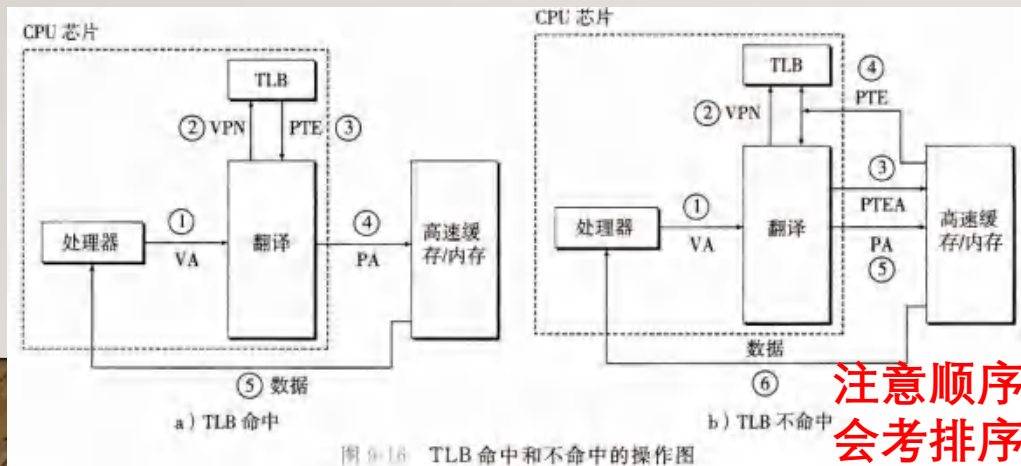 CPU 芯片
TLB
② VPN
PTE ③
处理器
①
VA
翻译
④
PA
高速缓
存/内存
⑤ 数据
a）TLB 命中
CPU 芯片
TLB
④
PTE
② VPN
处理器
①
VA
翻译
③
PTEA
PA
⑤
高速缓
存/内存
数据
⑥
b）TLB 不命中
图 9-16 TLB 命中和不命中的操作图
注意顺序
会考排序